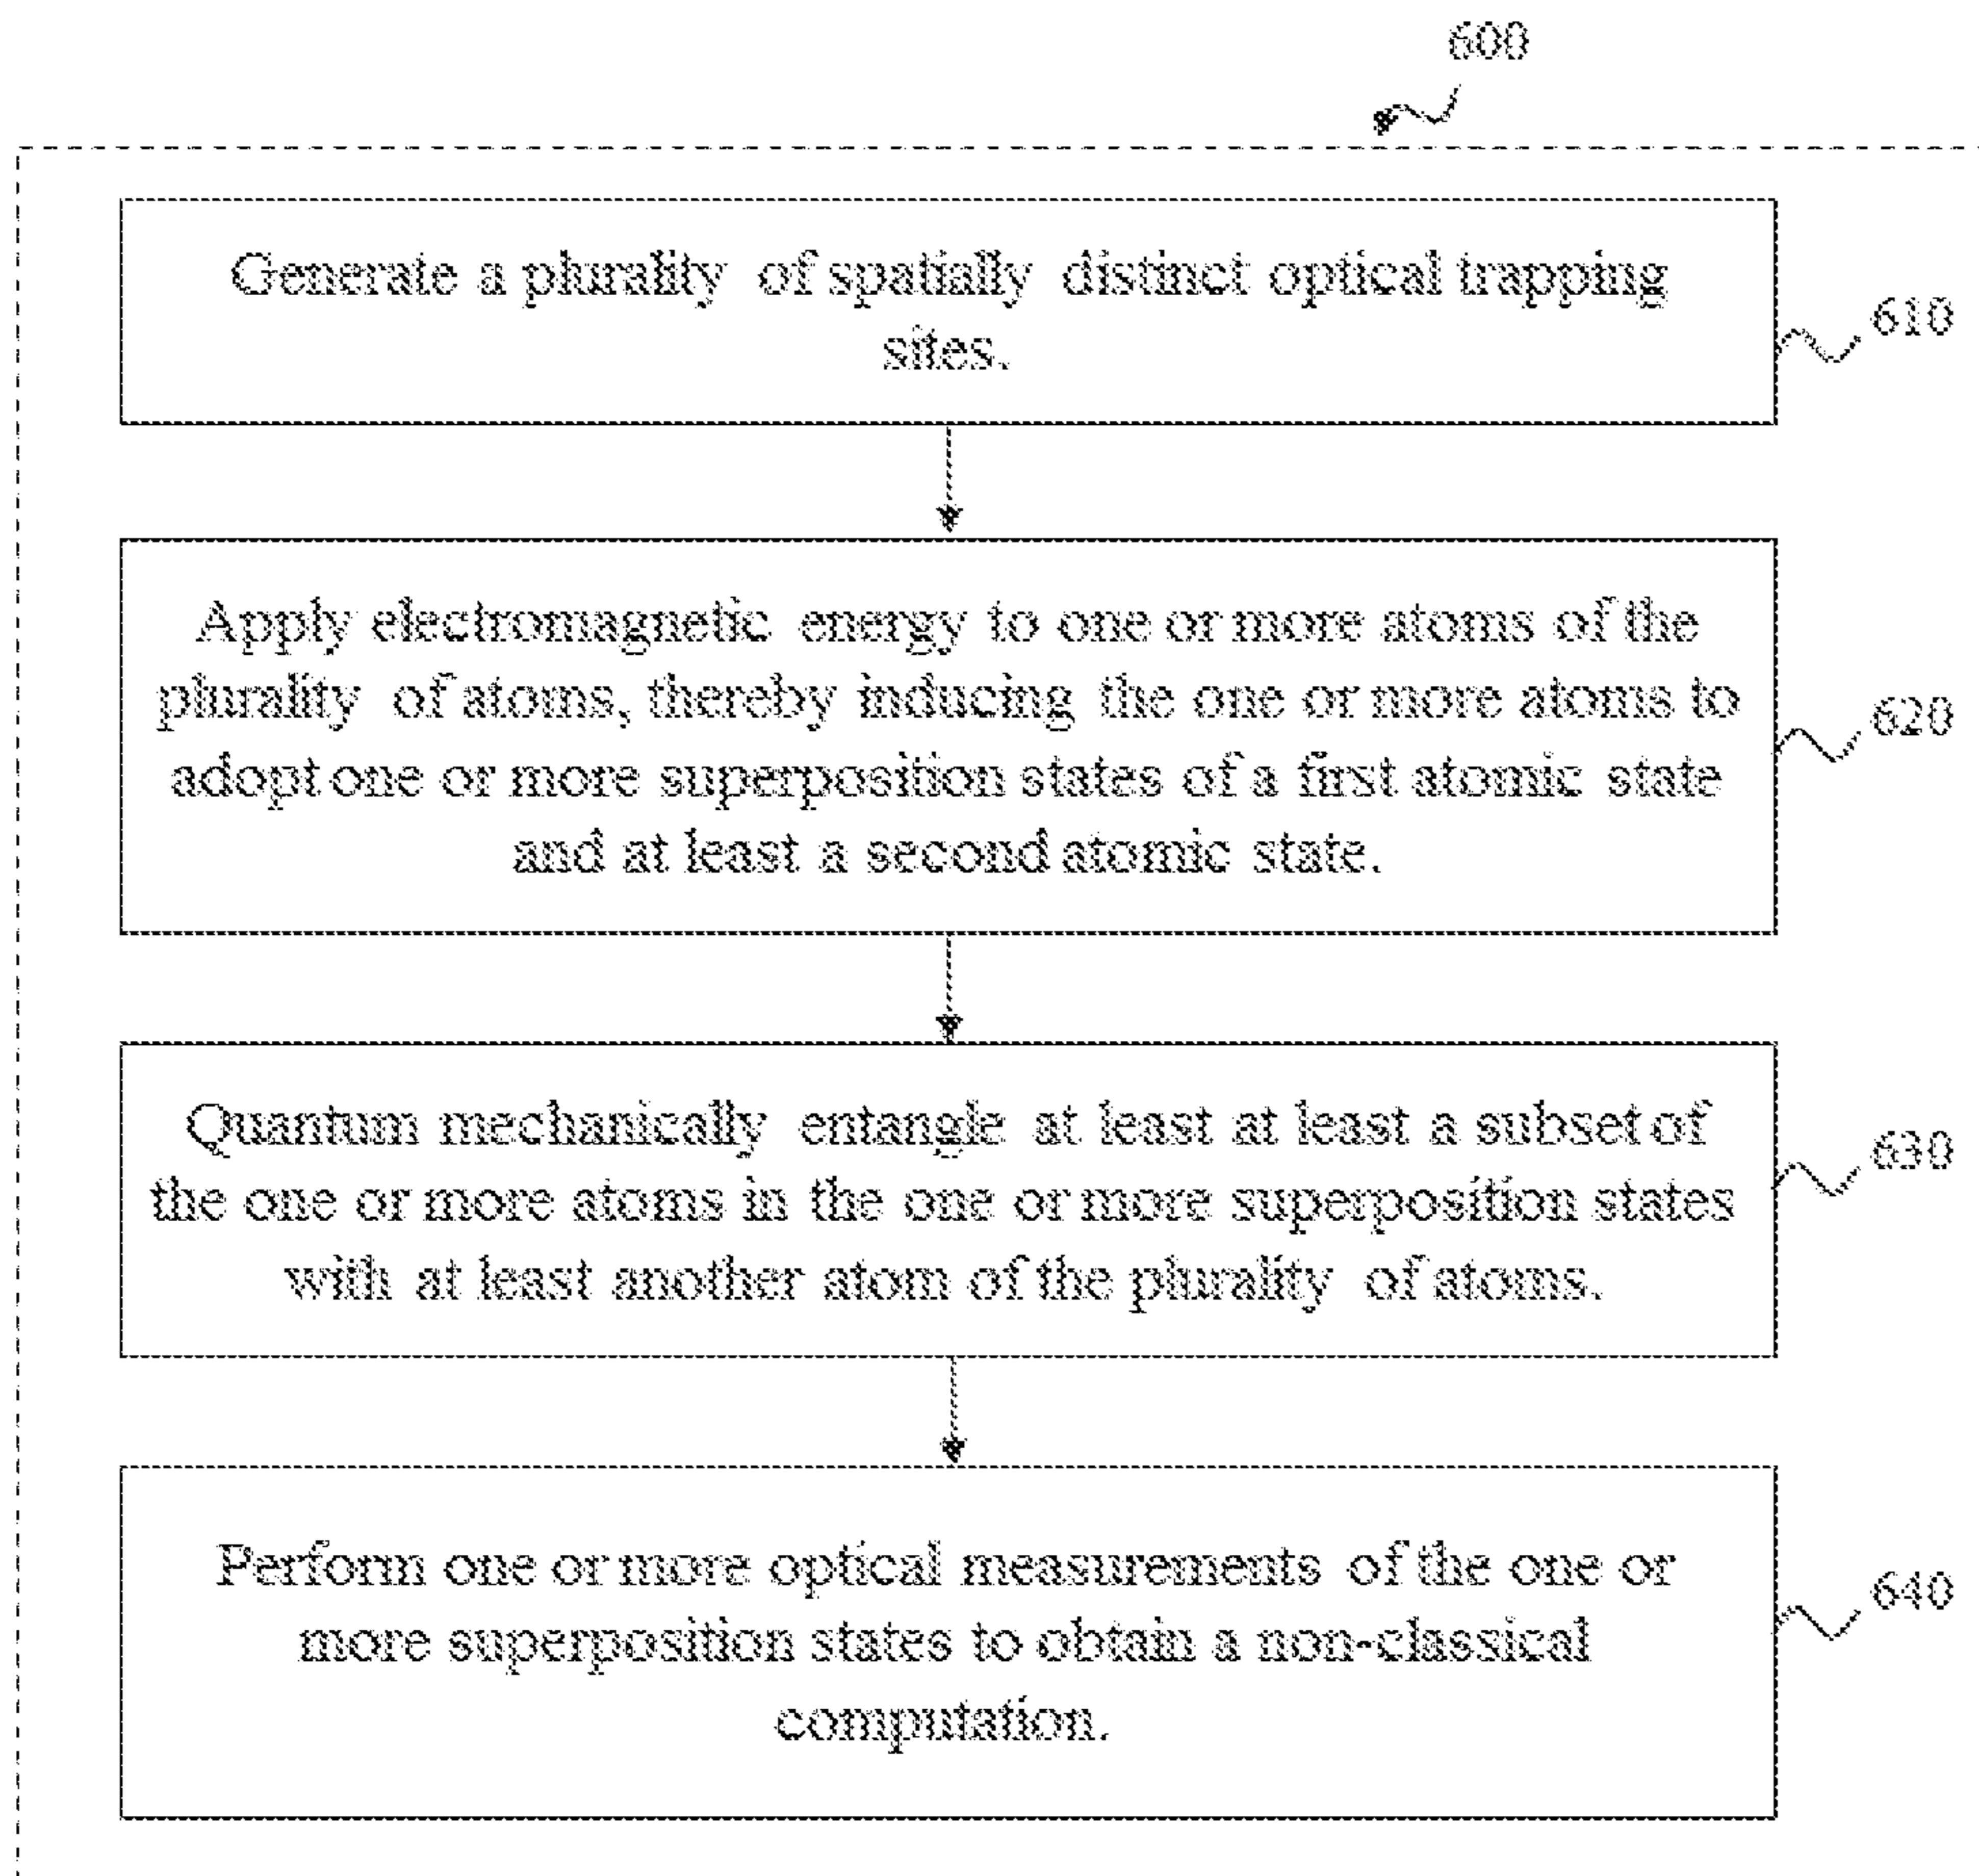 600
Generate a plurality of spatially distinct optical trapping
sites.
610
Apply electromagnetic energy to one or more atoms of the
plurality of atoms, thereby inducing the one or more atoms to
adopt one or more superposition states of a first atomic state
and at least a second atomic state.
620
Quantum mechanically entangle at least at least a subset of
the one or more atoms in the one or more superposition states
with at least another atom of the plurality of atoms.
630
Perform one or more optical measurements of the one or
more superposition states to obtain a non-classical
computation.
640